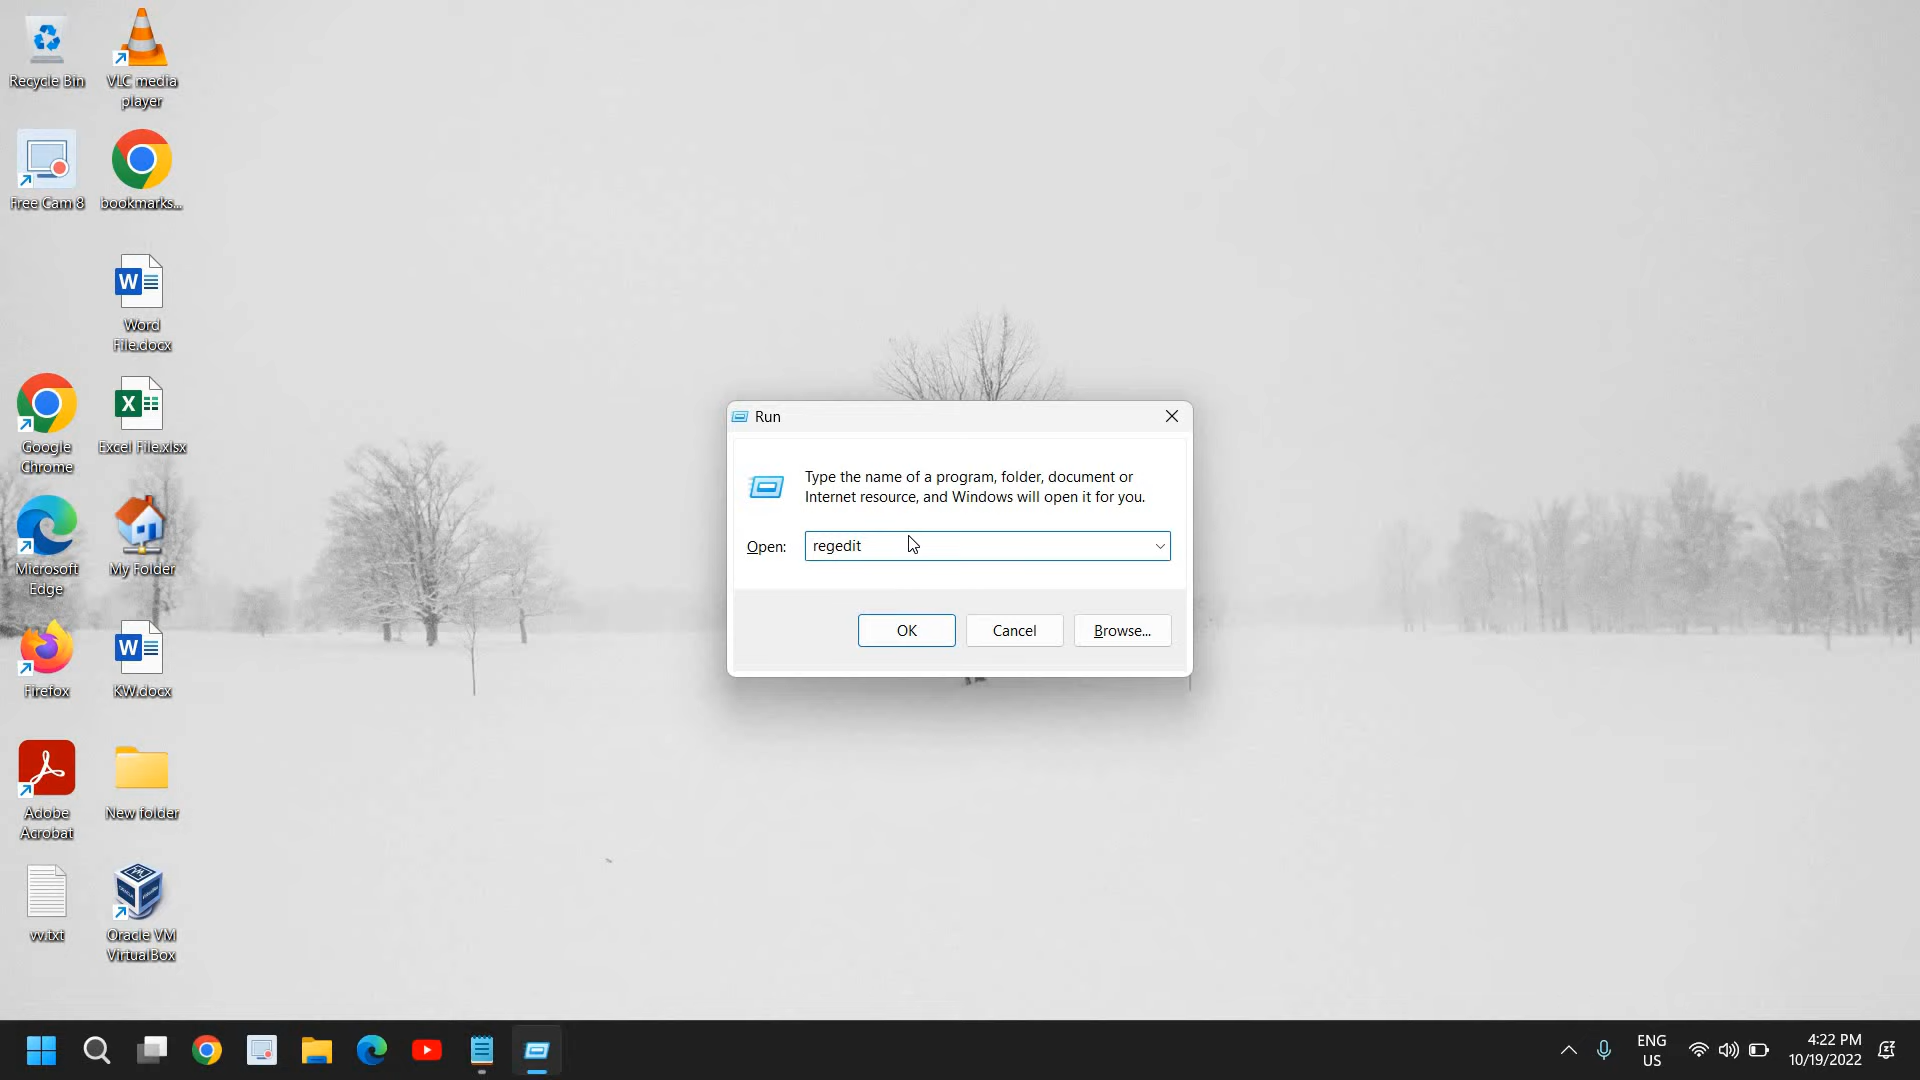 Recycle Bin
VLC media
player
Free Cam 8
bookmarks...
Word
File.docx
Google
Chrome
Excel File.xlsx
Microsoft
Edge
My Folder
Firefox
KW.docx
Adobe
Acrobat
New folder
vv.txt
Oracle VM
VirtualBox
Run
Type the name of a program, folder, document or
Internet resource, and Windows will open it for you.
Open:
regedit
OK
Cancel
Browse...
ENG
US
4:22 PM
10/19/2022